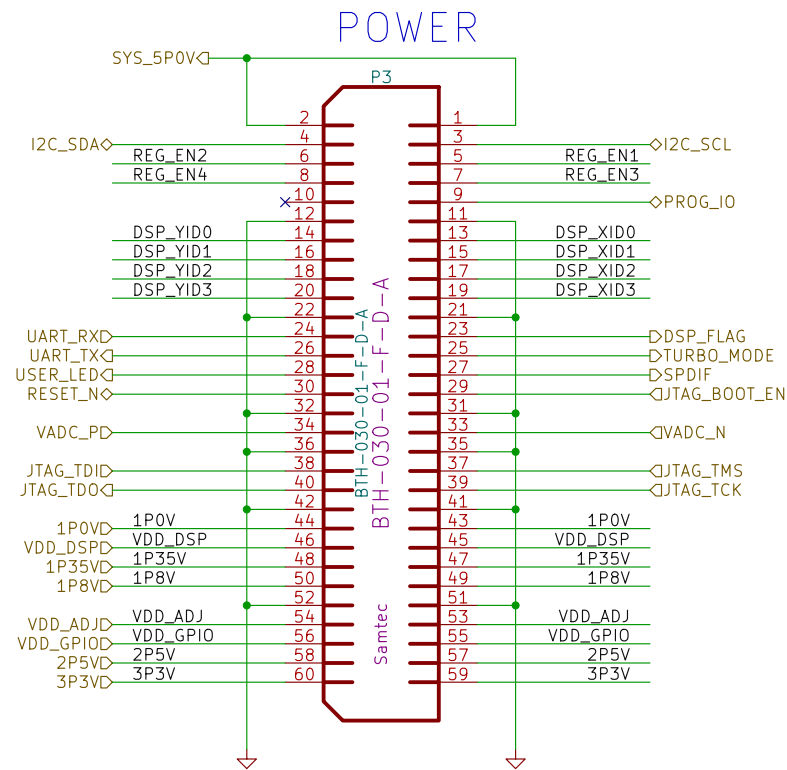 POWER
SYS_5P0V
P3
2 1
I2C_SDA 4 3 I2C_SCL
REG_EN2 6 5 REG_EN1
REG_EN4 8 7 REG_EN3
10 9 PROG_IO
12 11
DSP_YID0 14 13 DSP_XID0
DSP_YID1 16 15 DSP_XID1
DSP_YID2 18 17 DSP_XID2
DSP_YID3 20 19 DSP_XID3
22 21
UART_RX 24 23 DSP_FLAG
UART_TX 26 25 TURBO_MODE
USER_LED 28 27 SPDIF
RESET_N 30 29 JTAG_BOOT_EN
32 31
VADC_P 34 33 VADC_N
36 35
JTAG_TDI 38 37 JTAG_TMS
JTAG_TDO 40 39 JTAG_TCK
42 41
1P0V 1P0V 44 43 1P0V
VDD_DSP VDD_DSP 46 45 VDD_DSP
1P35V 1P35V 48 47 1P35V
1P8V 1P8V 50 49 1P8V
52 51
VDD_ADJ VDD_ADJ 54 53 VDD_ADJ
VDD_GPIO VDD_GPIO 56 55 VDD_GPIO
2P5V 2P5V 58 57 2P5V
3P3V 3P3V 60 59 3P3V
BTH-030-01-F-D-A
BTH-030-01-F-D-A
Samtec